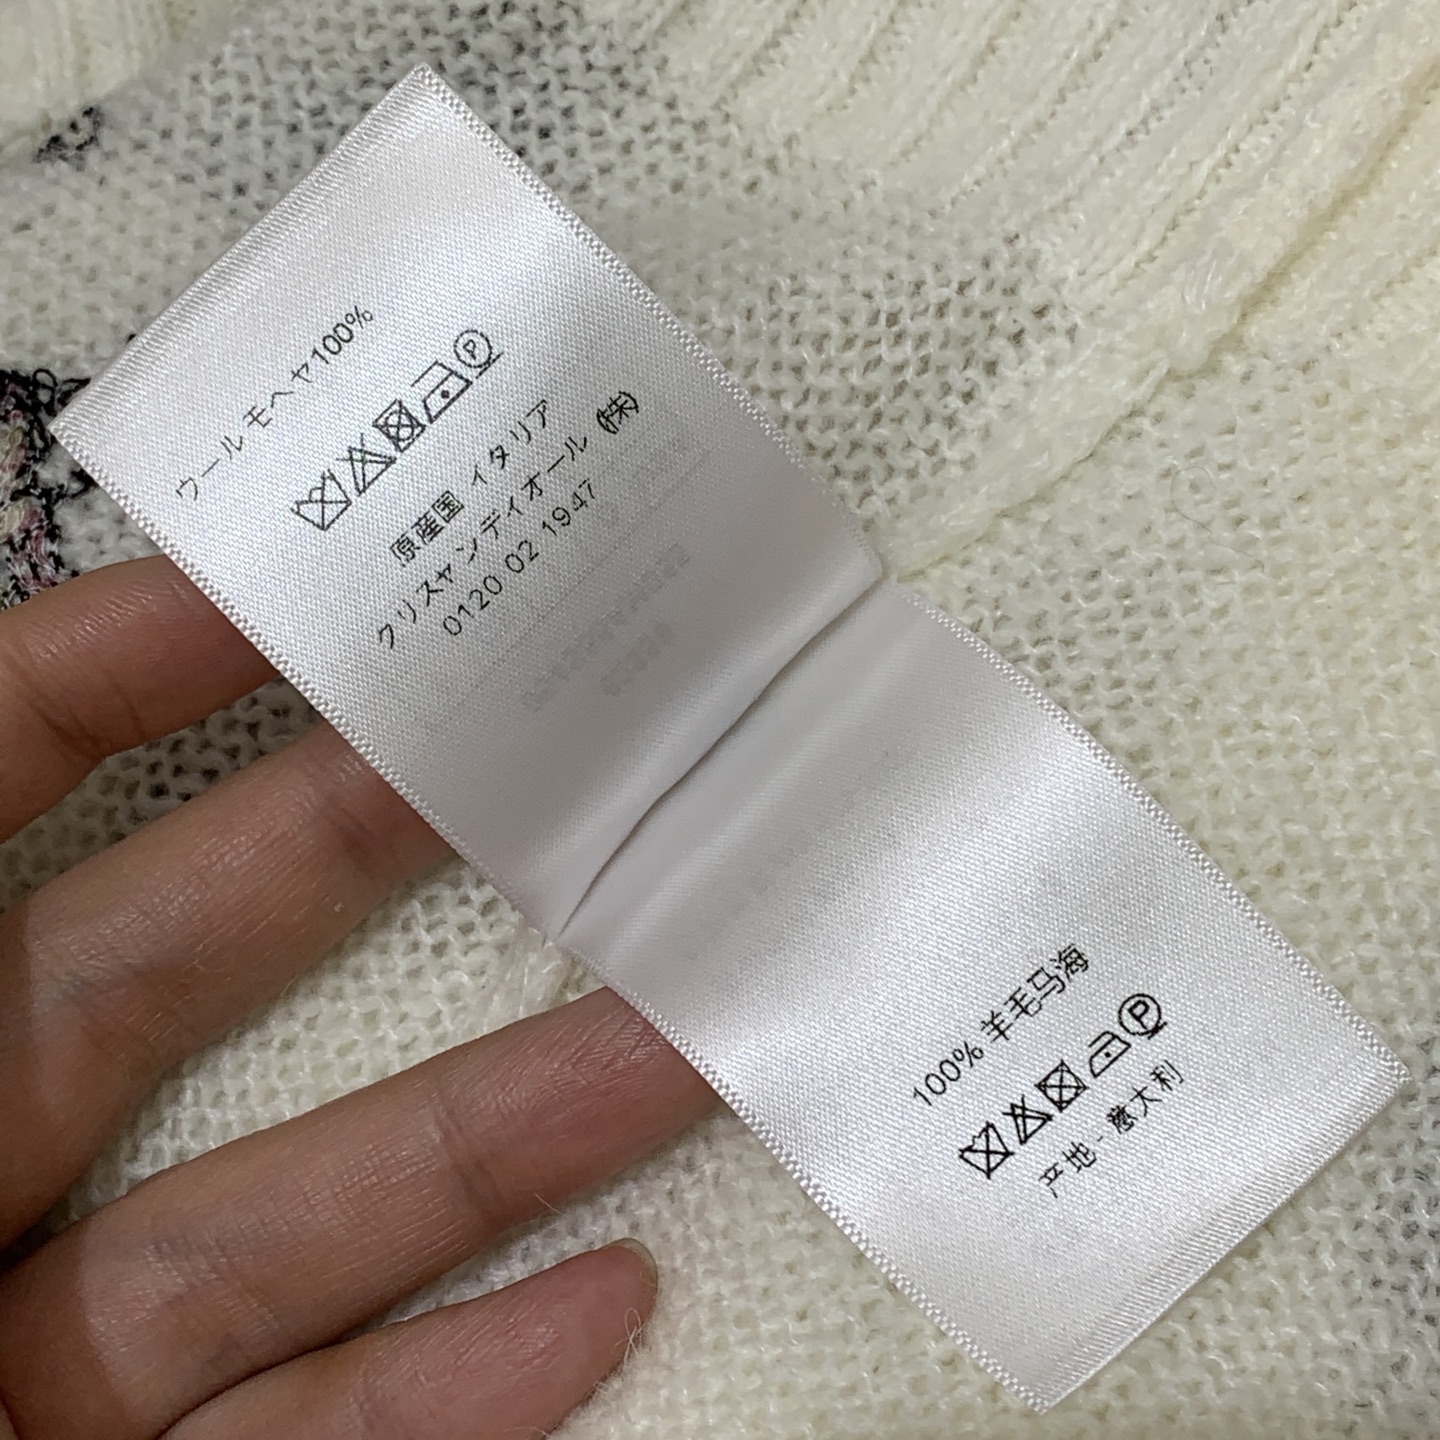 ウール モヘヤ100%
原産国 イタリア
クリスャンデイオール (株)
0120 02 1947
100% 羊毛马海
产地 - 意大利